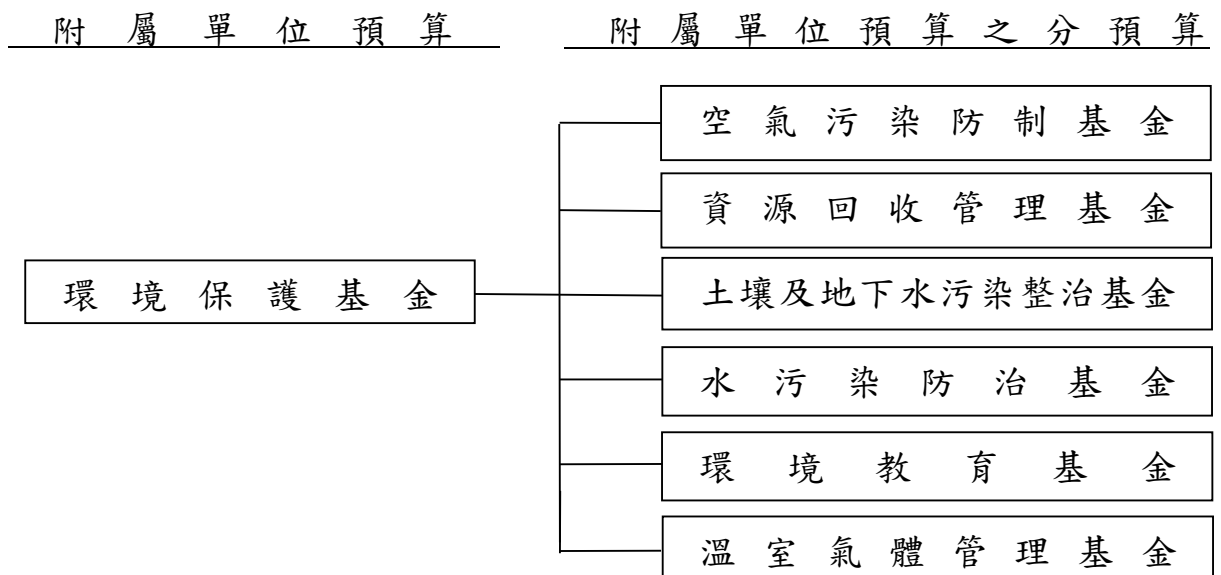 附屬單位預算
附屬單位預算之分預算
空氣污染防制基金
資源回收管理基金
環境保護基金
土壤及地下水污染整治基金
水污染防治基金
環境教育基金
溫室氣體管理基金